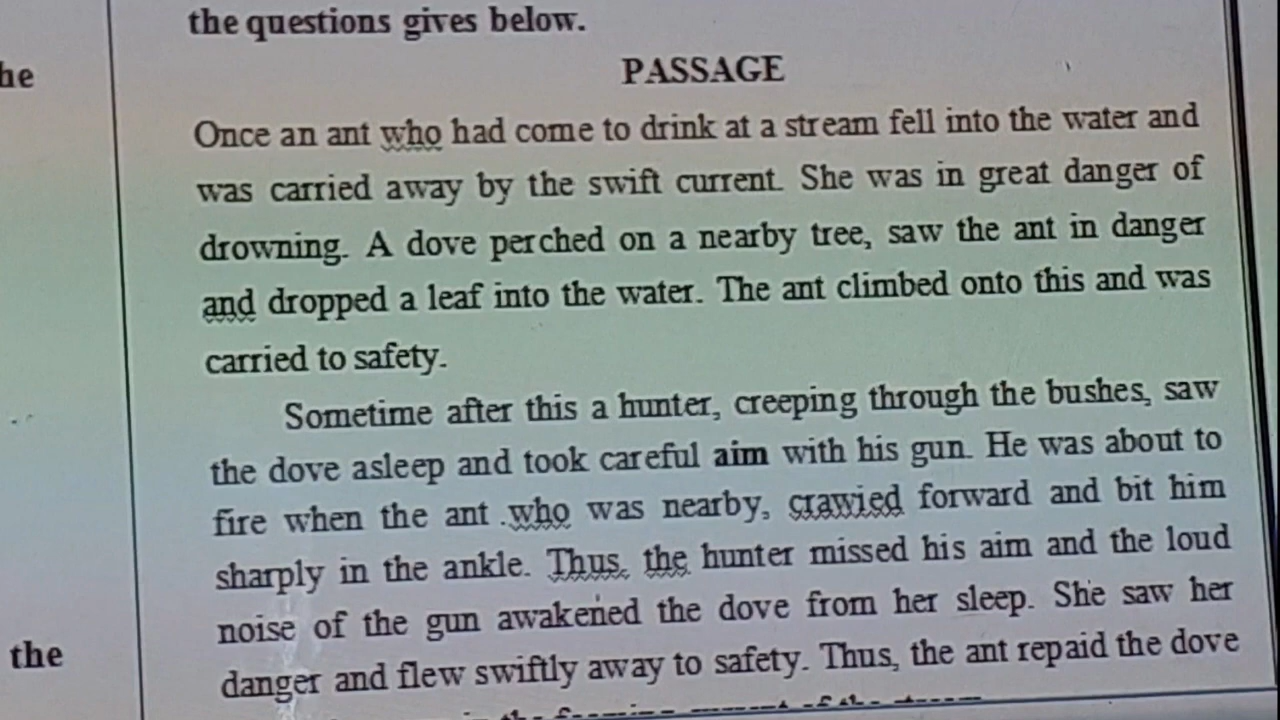 the questions gives below.
he
PASSAGE
Once an ant who had come to drink at a stream fell into the water and
was carried away by the swift current. She was in great danger of
drowning. A dove perched on a nearby tree, saw the ant in danger
and dropped a leaf into the water. The ant climbed onto this and was
carried to safety.
Sometime after this a hunter, creeping through the bushes, saw
the dove asleep and took careful aim with his gun. He was about to
fire when the ant .who was nearby, crawied forward and bit him
sharply in the ankle. Thus, the hunter missed his aim and the loud
noise of the gun awakened the dove from her sleep. She saw her
the
danger and flew swiftly away to safety. Thus, the ant repaid the dove